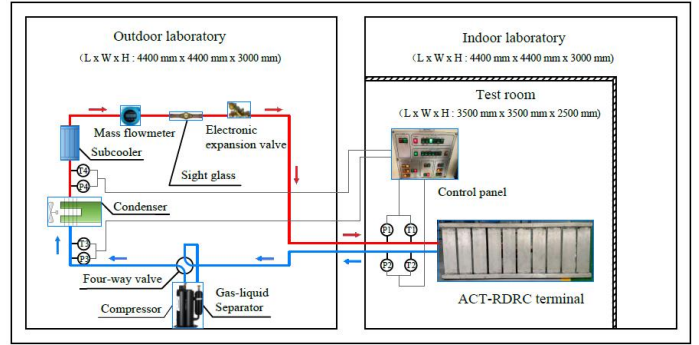 Outdoor laboratory
(L x W x H : 4400 mm x 4400 mm x 3000 mm)
Indoor laboratory
(L x W x H : 4400 mm x 4400 mm x 3000 mm)
Test room
(L x W x H : 3500 mm x 3500 mm x 2500 mm)
Mass flowmeter
Electronic
expansion valve
Subcooler
Sight glass
T4
P4
Condenser
Control panel
T3
P3
P1
T1
P2
T2
Four-way valve
Compressor
Gas-liquid
Separator
ACT-RDRC terminal